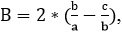 B = 2 * (b/a − c/b),